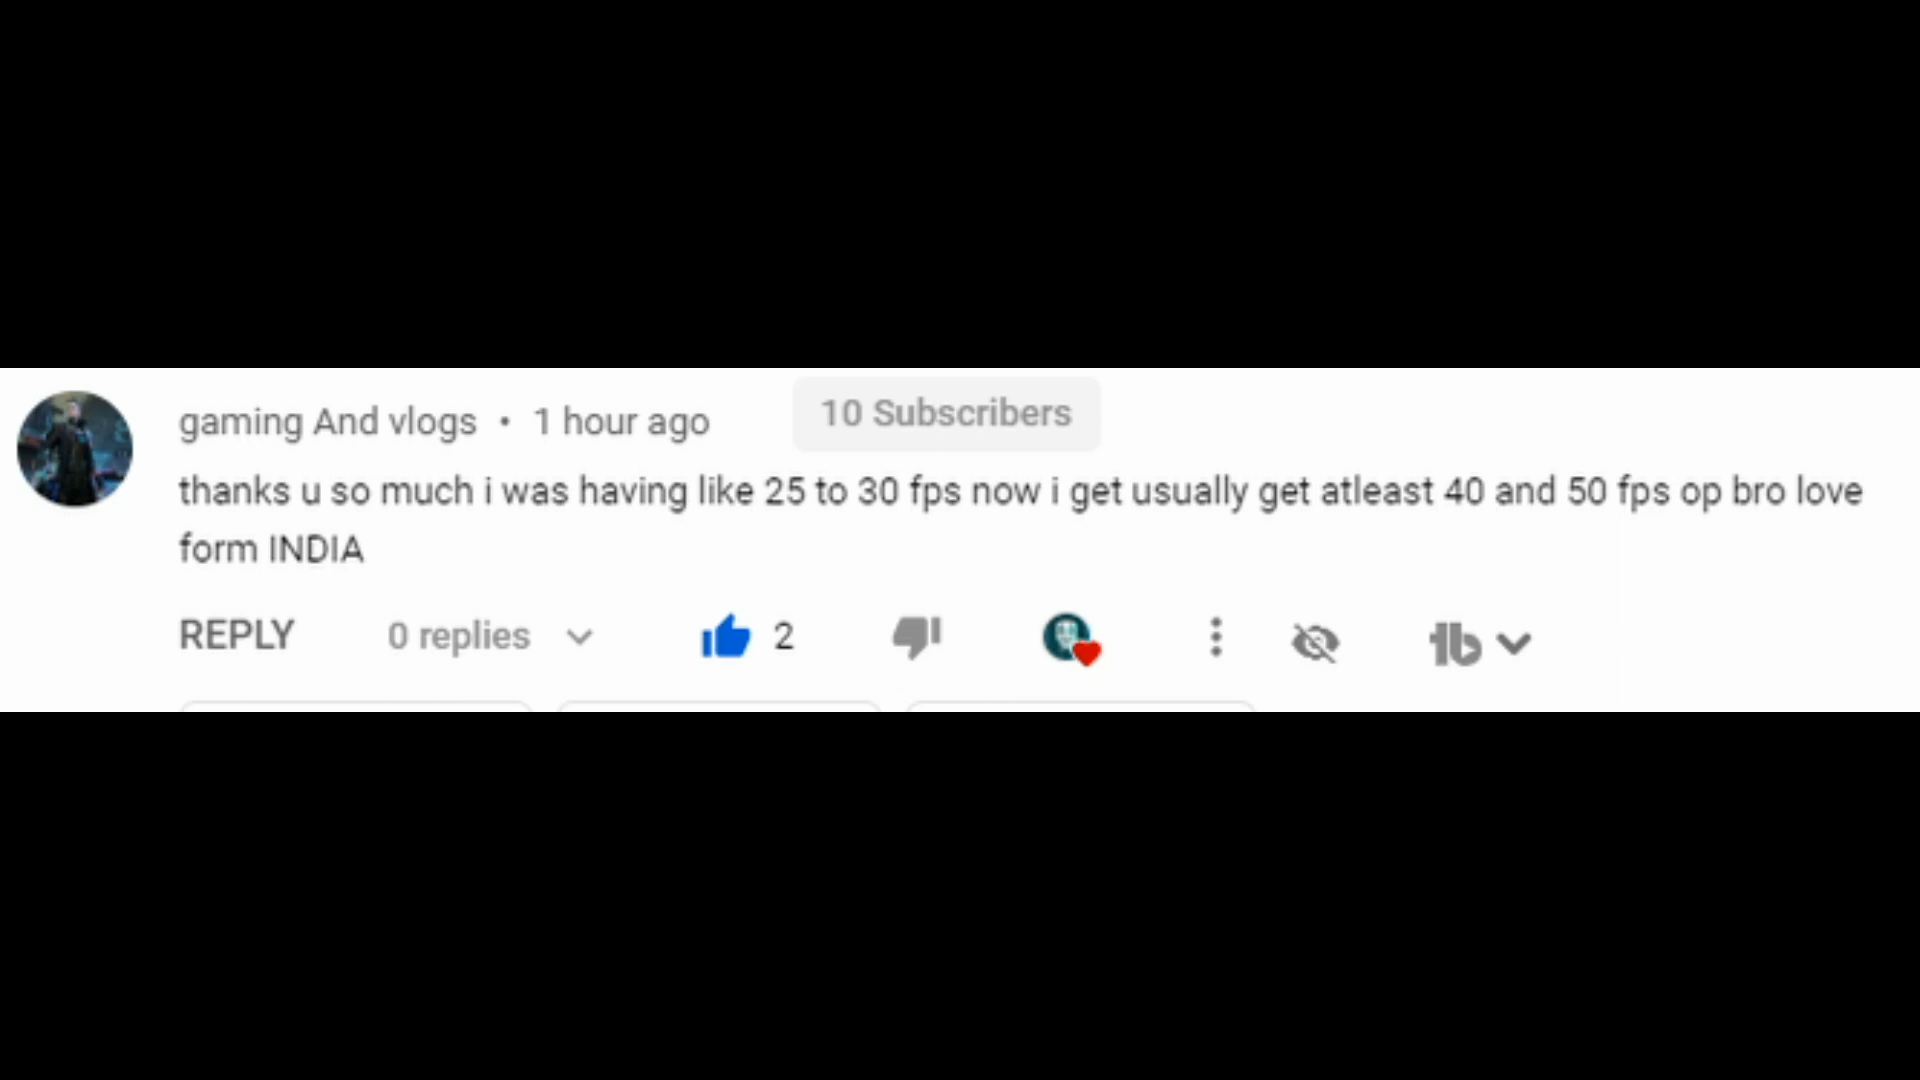 gaming And vlogs • 1 hour ago 10 Subscribers
thanks u so much i was having like 25 to 30 fps now i get usually get atleast 40 and 50 fps op bro love
form INDIA
REPLY 0 replies 2 tb